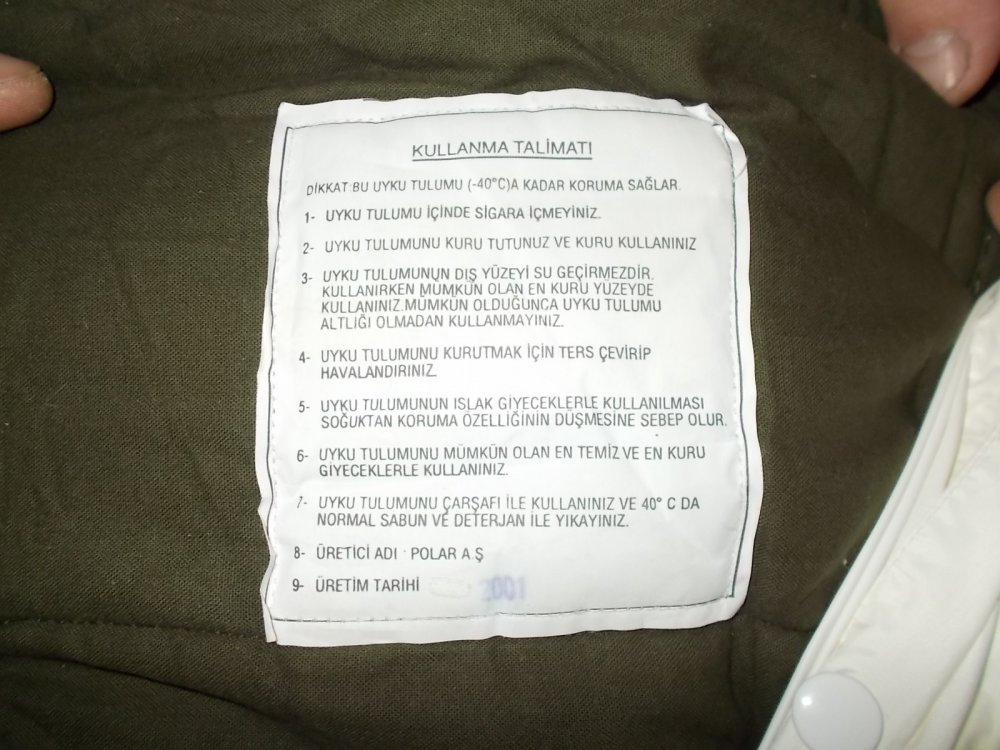 KULLANMA TALİMATI
DİKKAT: BU UYKU TULUMU (-40°C)A KADAR KORUMA SAĞLAR.
1- UYKU TULUMU İÇİNDE SİGARA İÇMEYİNİZ.
2- UYKU TULUMUNU KURU TUTUNUZ VE KURU KULLANINIZ
3- UYKU TULUMUNUN DIŞ YÜZEYİ SU GEÇİRMEZDİR.
KULLANIRKEN MÜMKÜN OLAN EN KURU YÜZEYDE
KULLANINIZ.MÜMKÜN OLDUĞUNCA UYKU TULUMU
ALTLIĞI OLMADAN KULLANMAYINIZ.
4- UYKU TULUMUNU KURUTMAK İÇİN TERS ÇEVİRİP
HAVALANDIRINIZ.
5- UYKU TULUMUNUN ISLAK GİYECEKLERLE KULLANILMASI
SOĞUKTAN KORUMA ÖZELLİĞİNİN DÜŞMESİNE SEBEP OLUR.
6- UYKU TULUMUNU MÜMKÜN OLAN EN TEMİZ VE EN KURU
GİYECEKLERLE KULLANINIZ.
7- UYKU TULUMUNU ÇARŞAFI İLE KULLANINIZ VE 40° C DA
NORMAL SABUN VE DETERJAN İLE YIKAYINIZ.
8- ÜRETİCİ ADI : POLAR A.Ş
9- ÜRETİM TARİHİ 2001